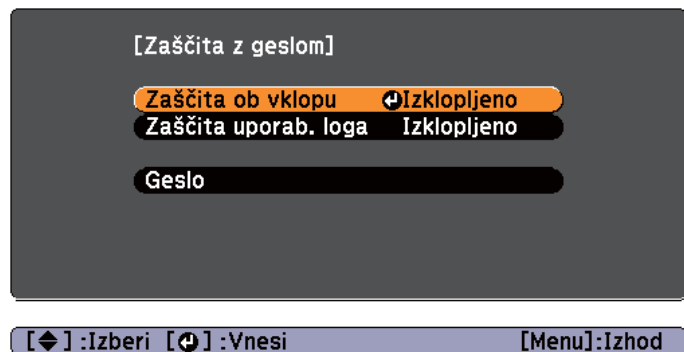 [Zaščita z geslom]
Zaščita ob vklopu Izklopljeno
Zaščita uporab. loga Izklopljeno
Geslo
[◆] :Izberi [⏎] :Vnesi [Menu]:Izhod